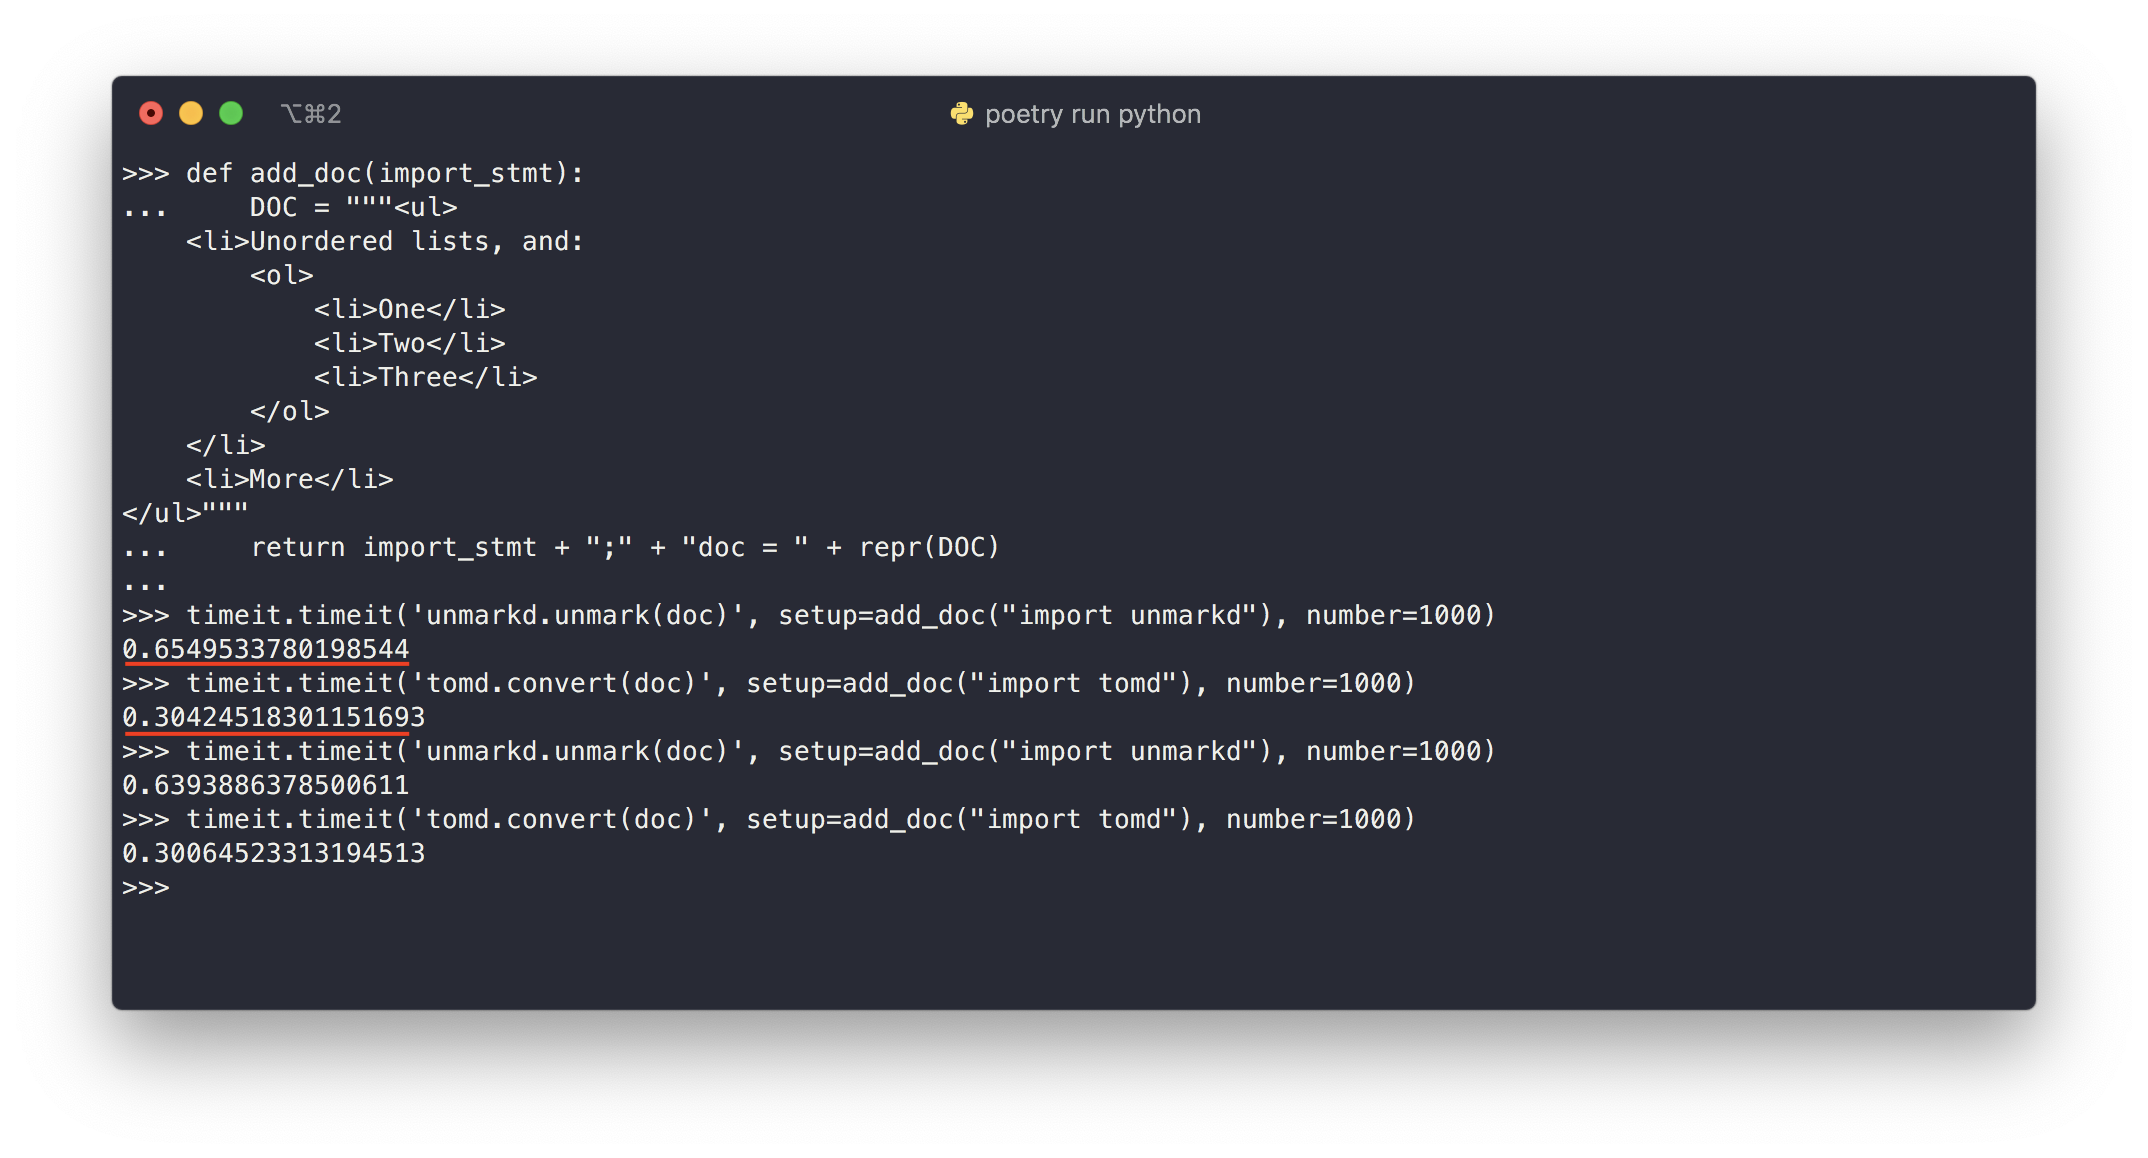 ⌥⌘2
poetry run python
>>> def add_doc(import_stmt):
...     DOC = """<ul>
    <li>Unordered lists, and:
        <ol>
            <li>One</li>
            <li>Two</li>
            <li>Three</li>
        </ol>
    </li>
    <li>More</li>
</ul>"""
...     return import_stmt + ";" + "doc = " + repr(DOC)
...
>>> timeit.timeit('unmarkd.unmark(doc)', setup=add_doc("import unmarkd"), number=1000)
0.6549533780198544
>>> timeit.timeit('tomd.convert(doc)', setup=add_doc("import tomd"), number=1000)
0.30424518301151693
>>> timeit.timeit('unmarkd.unmark(doc)', setup=add_doc("import unmarkd"), number=1000)
0.6393886378500611
>>> timeit.timeit('tomd.convert(doc)', setup=add_doc("import tomd"), number=1000)
0.30064523313194513
>>>